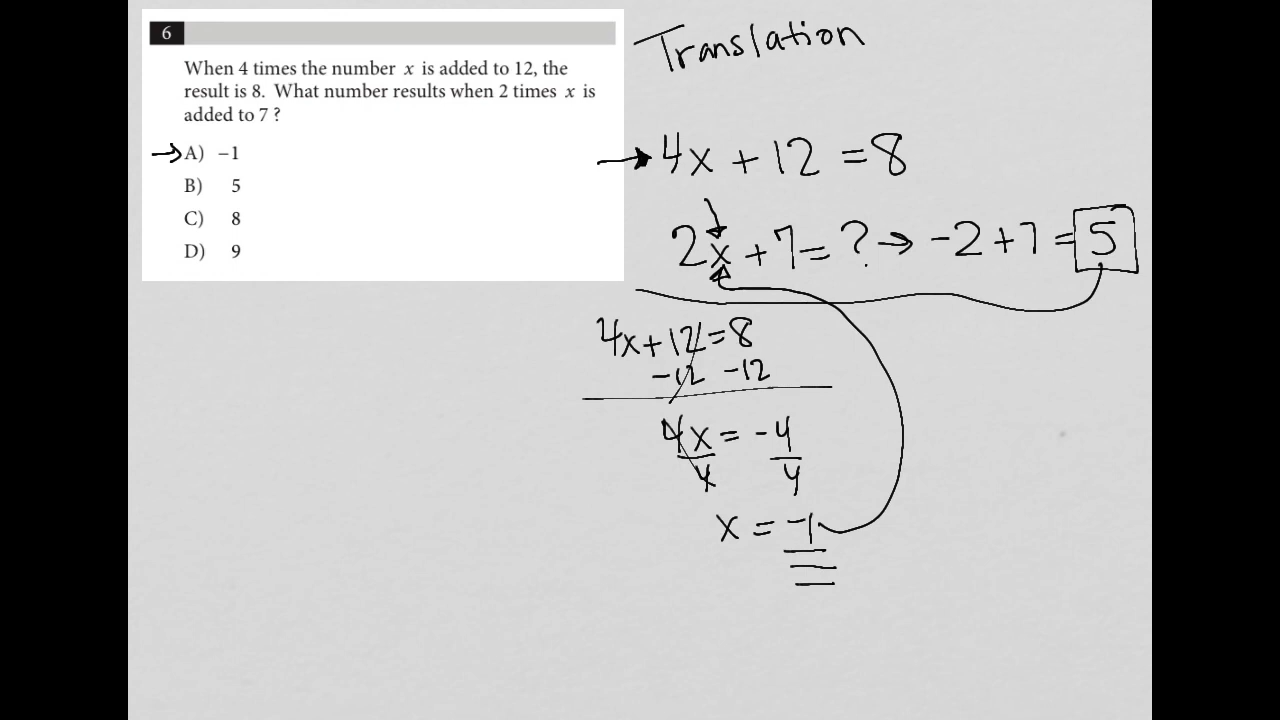 6
When 4 times the number x is added to 12, the
result is 8. What number results when 2 times x is
added to 7 ?
→ A) −1
B) 5
C) 8
D) 9
Translation
→ 4x + 12 = 8
2x + 7 = ? → -2 + 7 = 5
4x + 12 = 8
-12 -12
4x = -4
4 4
x = -1